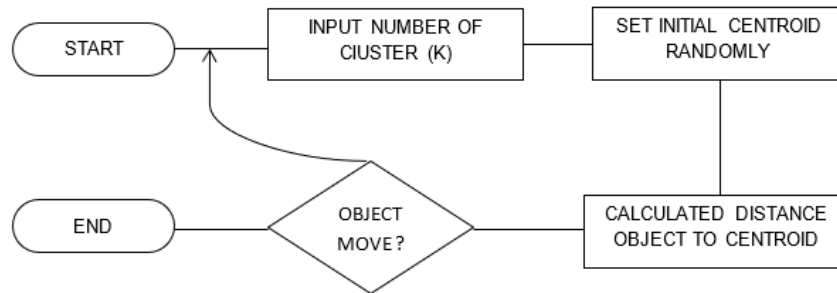 START
INPUT NUMBER OF
CIUSTER (K)
SET INITIAL CENTROID
RANDOMLY
END
OBJECT
MOVE?
CALCULATED DISTANCE
OBJECT TO CENTROID